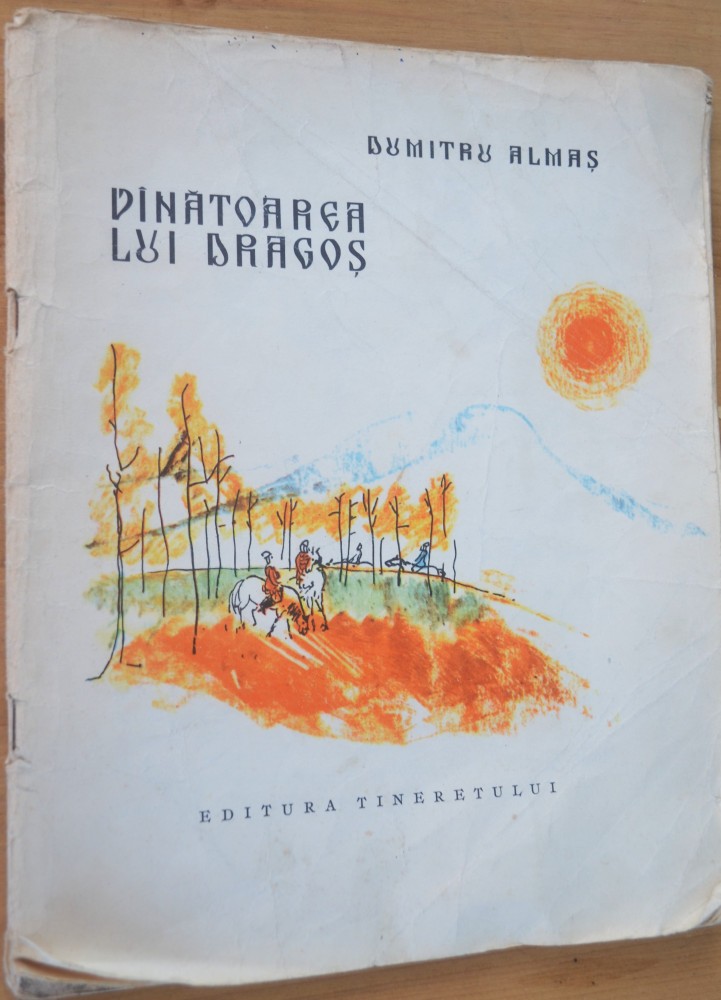 DUMITRU ALMAȘ
VÎNĂTOAREA
LUI DRAGOȘ
EDITURA TINERETULUI